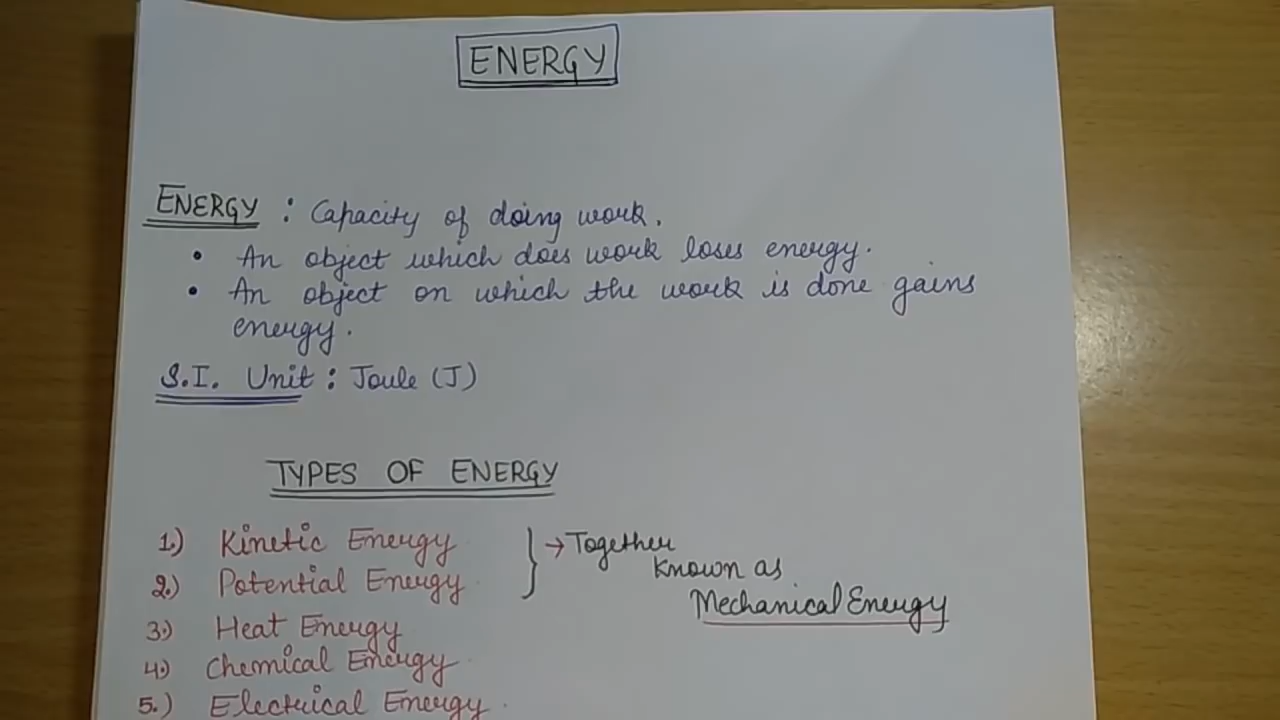 ENERGY
ENERGY : Capacity of doing work.
• An object which does work loses energy.
• An object on which the work is done gains
energy.
S.I. Unit : Joule (J)
TYPES OF ENERGY
1.) Kinetic Energy
2.) Potential Energy
} → Together
known as
Mechanical Energy
3.) Heat Energy
4.) Chemical Energy
5.) Electrical Energy.